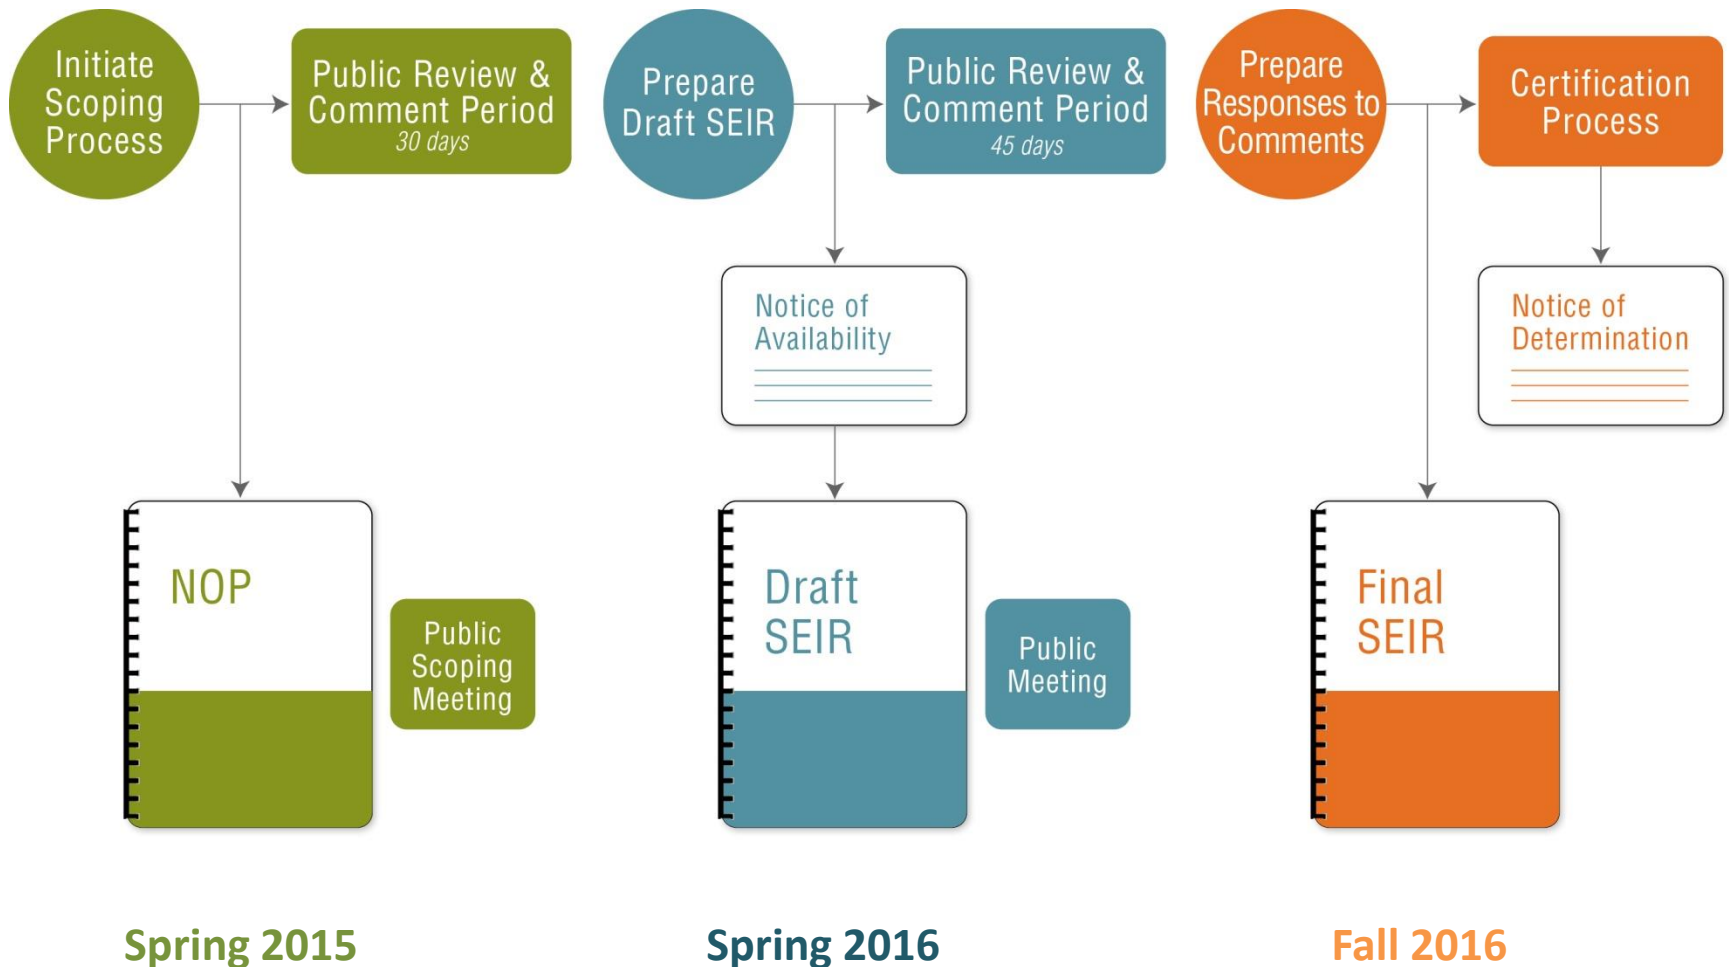 Initiate
Scoping
Process
Public Review &
Comment Period
30 days
NOP
Public
Scoping
Meeting
Spring 2015
Prepare
Draft SEIR
Public Review &
Comment Period
45 days
Notice of
Availability
Draft
SEIR
Public
Meeting
Spring 2016
Prepare
Responses to
Comments
Certification
Process
Notice of
Determination
Final
SEIR
Fall 2016